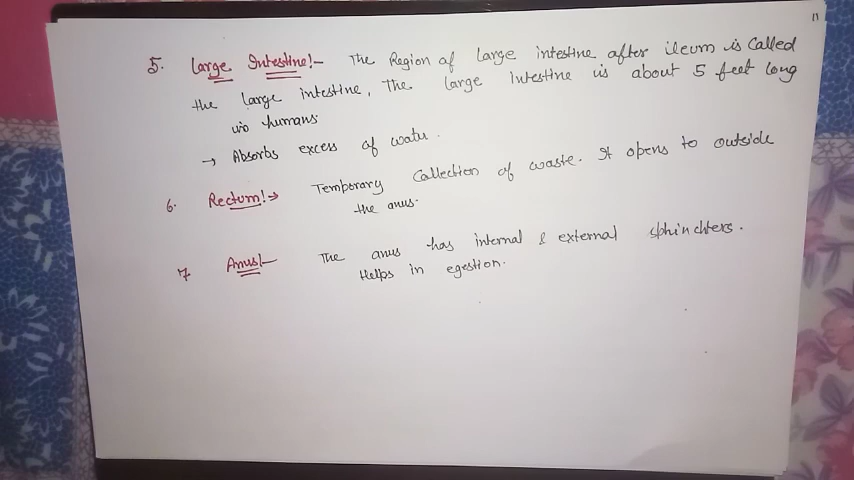 11
5. Large Intestine!- The Region of large intestine after ileum is called
the large intestine, The large intestine is about 5 feet long
in humans.
→ Absorbs excess of water.
6. Rectum!→ Temporary Collection of waste. It opens to outside
the anus.
7 Anus!- The anus has internal & external sphinchters.
Helps in egestion.